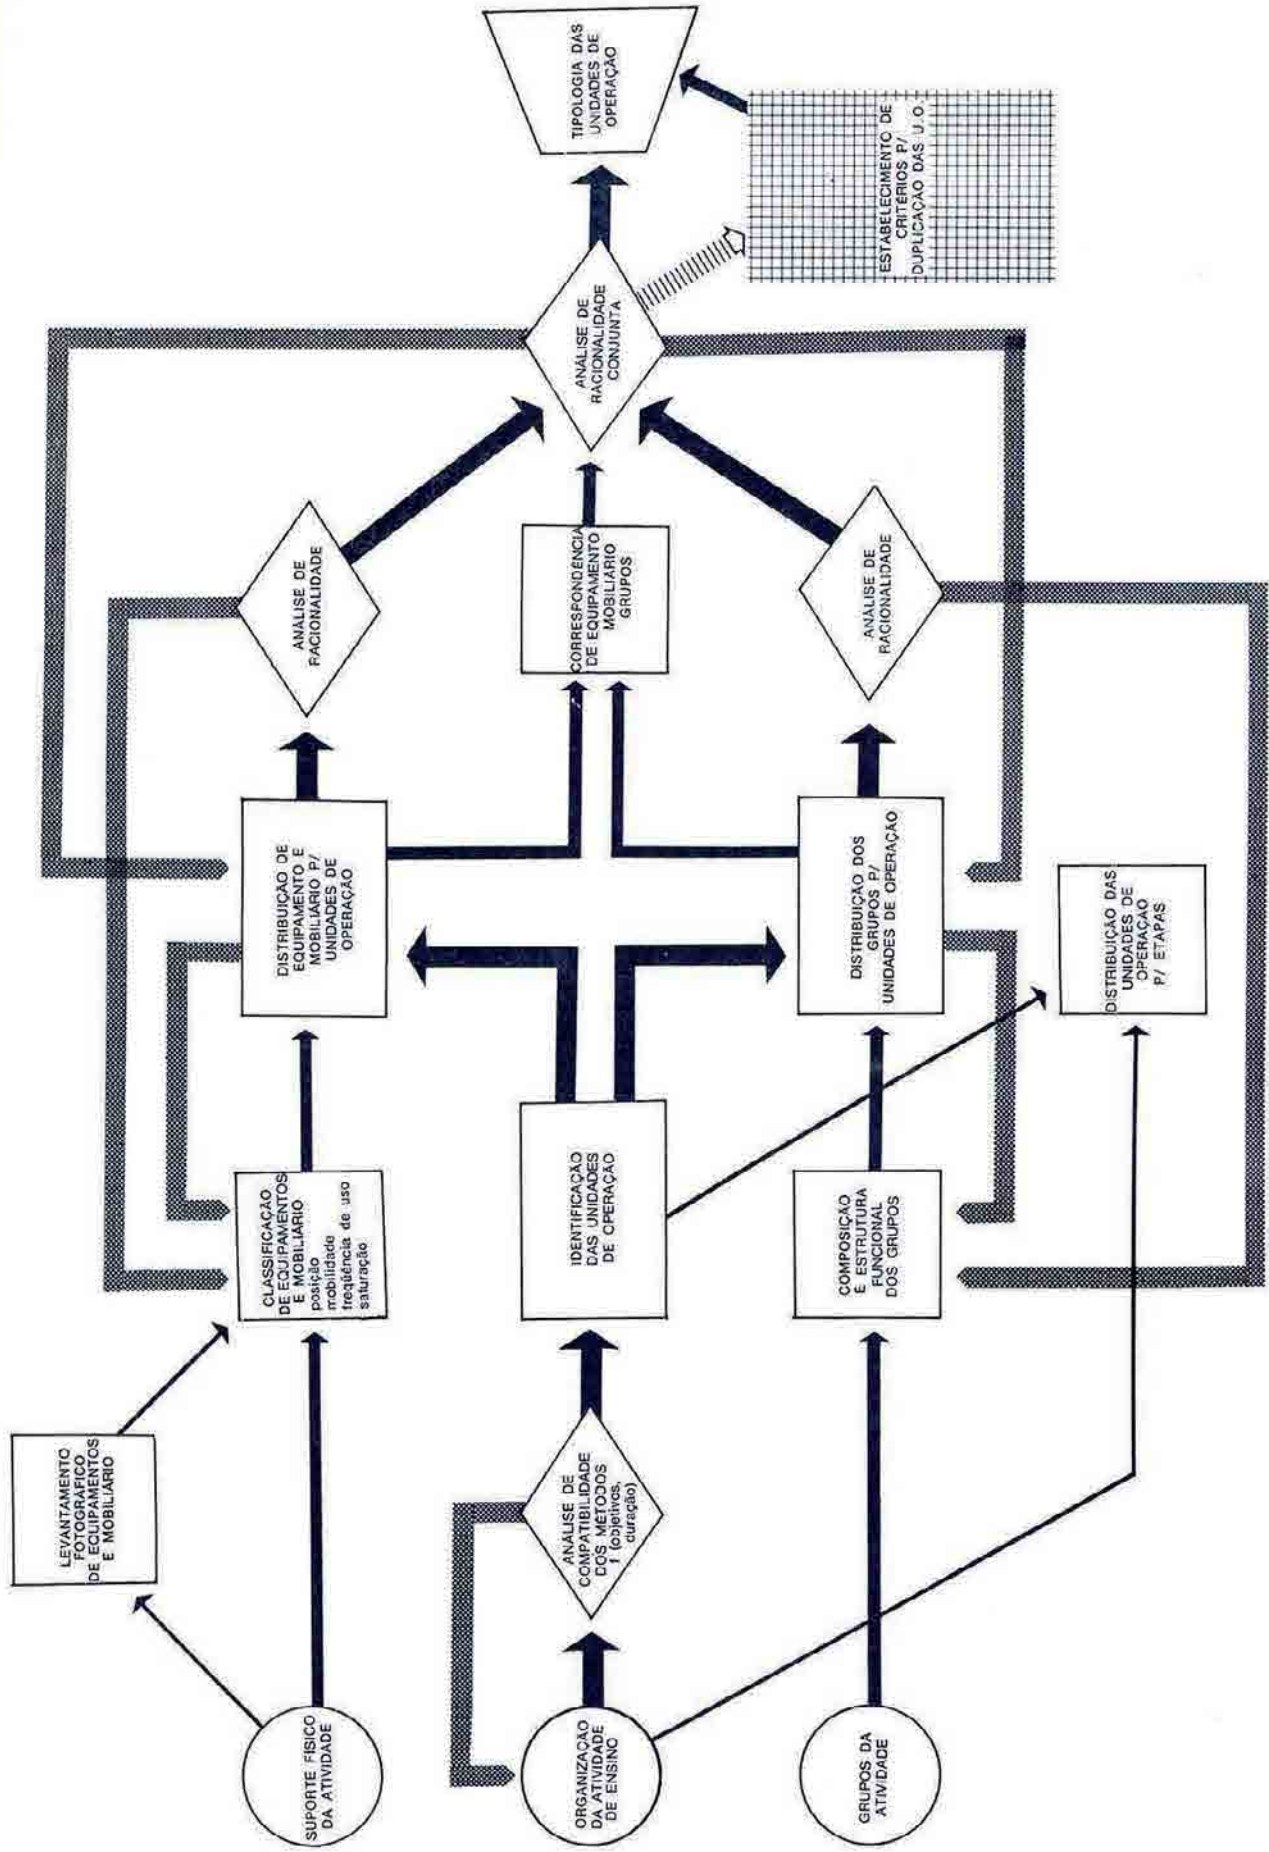 SUPORTE FÍSICO
DA ATIVIDADE
ORGANIZAÇÃO
DA ATIVIDADE
DE ENSINO
GRUPOS DA
ATIVIDADE
LEVANTAMENTO
FOTOGRÁFICO
DE EQUIPAMENTOS
E MOBILIÁRIO
ANÁLISE DE
COMPATIBILIDADE
DOS MÉTODOS
f (objetivos,
duração)
CLASSIFICAÇÃO
DE EQUIPAMENTOS
E MOBILIÁRIO
posição
mobilidade
freqüência de uso
saturação
IDENTIFICAÇÃO
DAS UNIDADES
DE OPERAÇÃO
COMPOSIÇÃO
E ESTRUTURA
FUNCIONAL
DOS GRUPOS
DISTRIBUIÇÃO DE
EQUIPAMENTO E
MOBILIÁRIO P/
UNIDADES DE
OPERAÇÃO
DISTRIBUIÇÃO DOS
GRUPOS P/
UNIDADES DE OPERAÇÃO
DISTRIBUIÇÃO DAS
UNIDADES DE
OPERAÇÃO
P/ ETAPAS
ANÁLISE DE
RACIONALIDADE
CORRESPONDÊNCIA
DE EQUIPAMENTO
MOBILIÁRIO
GRUPOS
ANÁLISE DE
RACIONALIDADE
ANÁLISE DE
RACIONALIDADE
CONJUNTA
TIPOLOGIA DAS
UNIDADES DE
OPERAÇÃO
ESTABELECIMENTO DE
CRITÉRIOS P/
DUPLICAÇÃO DAS U.O.